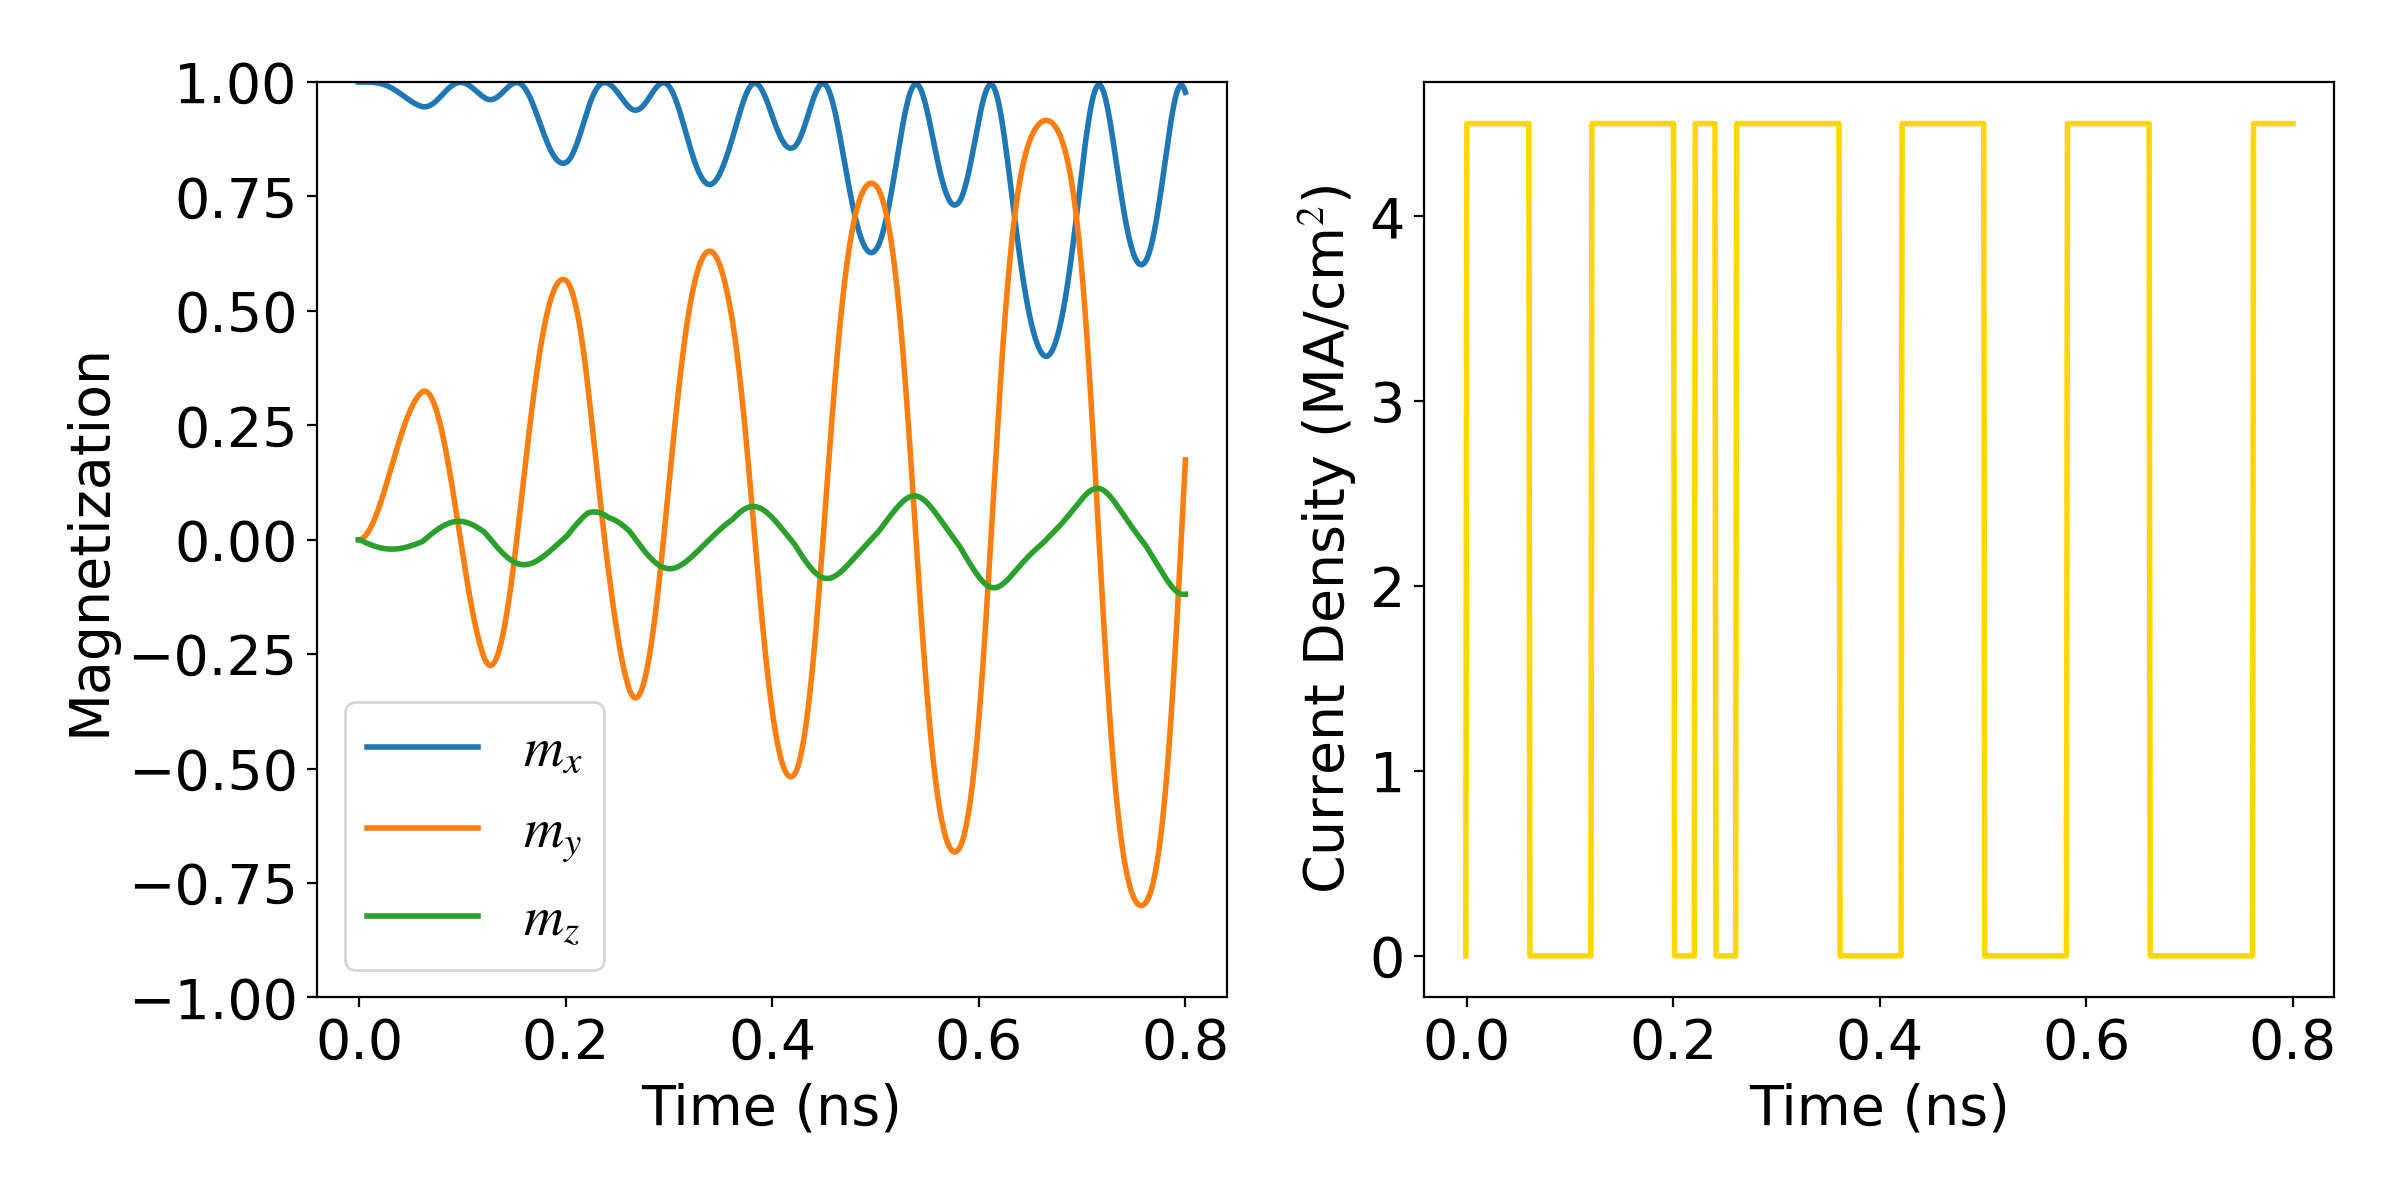 Magnetization
1.00
0.75
0.50
0.25
0.00
−0.25
−0.50
−0.75
−1.00
0.0 0.2 0.4 0.6 0.8
Time (ns)
mₓ
m_y
m_z
Current Density (MA/cm²)
4
3
2
1
0
0.0 0.2 0.4 0.6 0.8
Time (ns)